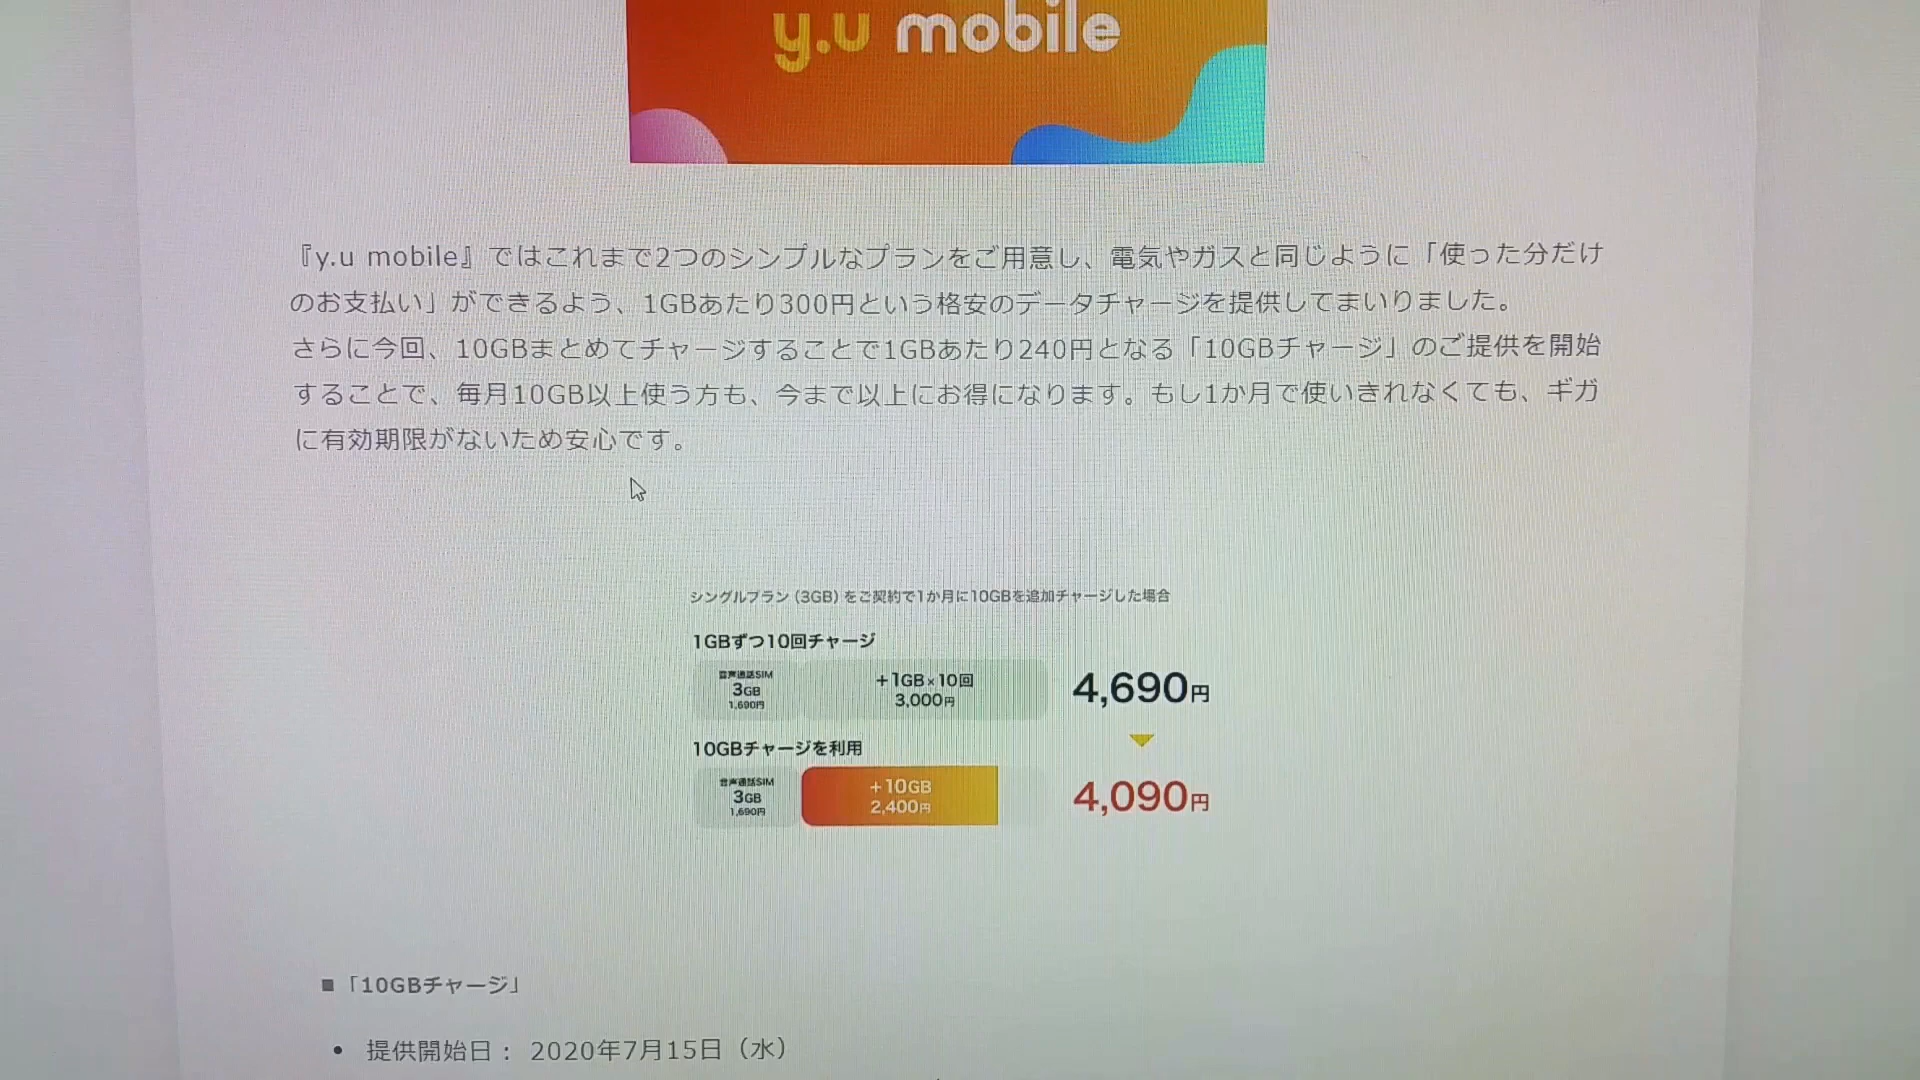 y.u mobile
『y.u mobile』ではこれまで2つのシンプルなプランをご用意し、電気やガスと同じように「使った分だけ
のお支払い」ができるよう、1GBあたり300円という格安のデータチャージを提供してまいりました。
さらに今回、10GBまとめてチャージすることで1GBあたり240円となる「10GBチャージ」のご提供を開始
することで、毎月10GB以上使う方も、今まで以上にお得になります。もし1か月で使いきれなくても、ギガ
に有効期限がないため安心です。
シングルプラン（3GB）をご契約で1か月に10GBを追加チャージした場合
1GBずつ10回チャージ
音声通話SIM
3GB
1,690円
+1GB×10回
3,000円
4,690円
10GBチャージを利用
音声通話SIM
3GB
1,690円
+10GB
2,400円
4,090円
■「10GBチャージ」
• 提供開始日： 2020年7月15日（水）